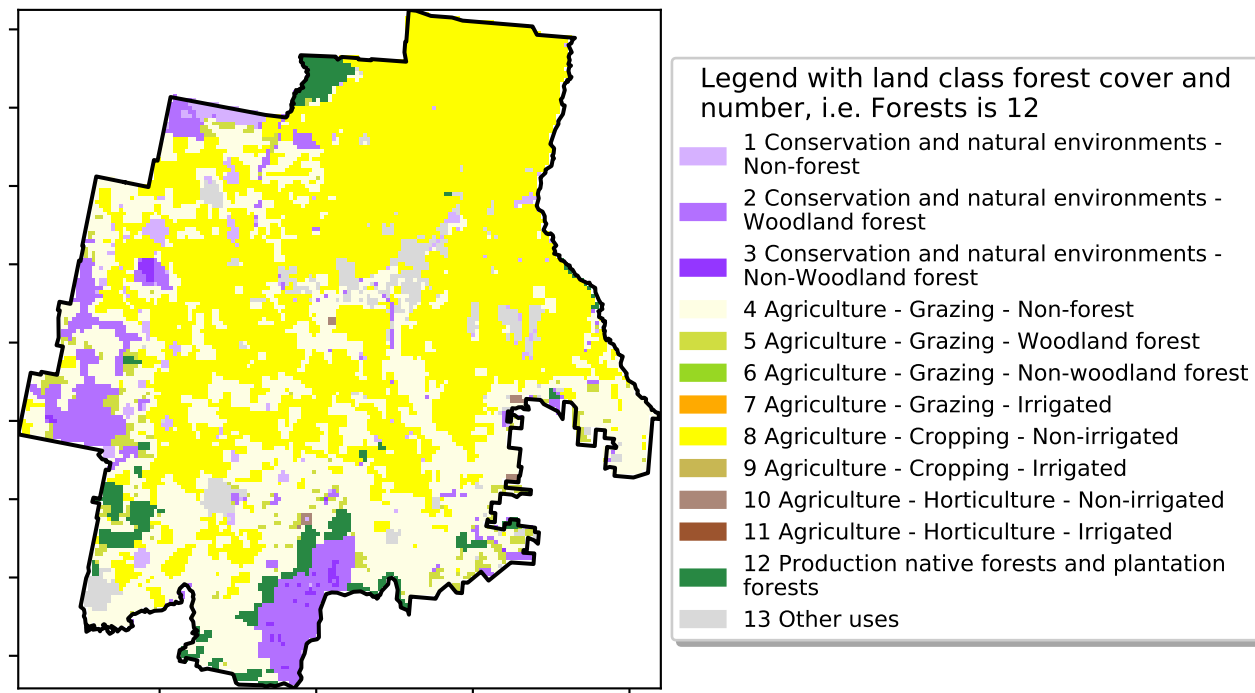 Legend with land class forest cover and
number, i.e. Forests is 12
1 Conservation and natural environments -
Non-forest
2 Conservation and natural environments -
Woodland forest
3 Conservation and natural environments -
Non-Woodland forest
4 Agriculture - Grazing - Non-forest
5 Agriculture - Grazing - Woodland forest
6 Agriculture - Grazing - Non-woodland forest
7 Agriculture - Grazing - Irrigated
8 Agriculture - Cropping - Non-irrigated
9 Agriculture - Cropping - Irrigated
10 Agriculture - Horticulture - Non-irrigated
11 Agriculture - Horticulture - Irrigated
12 Production native forests and plantation
forests
13 Other uses